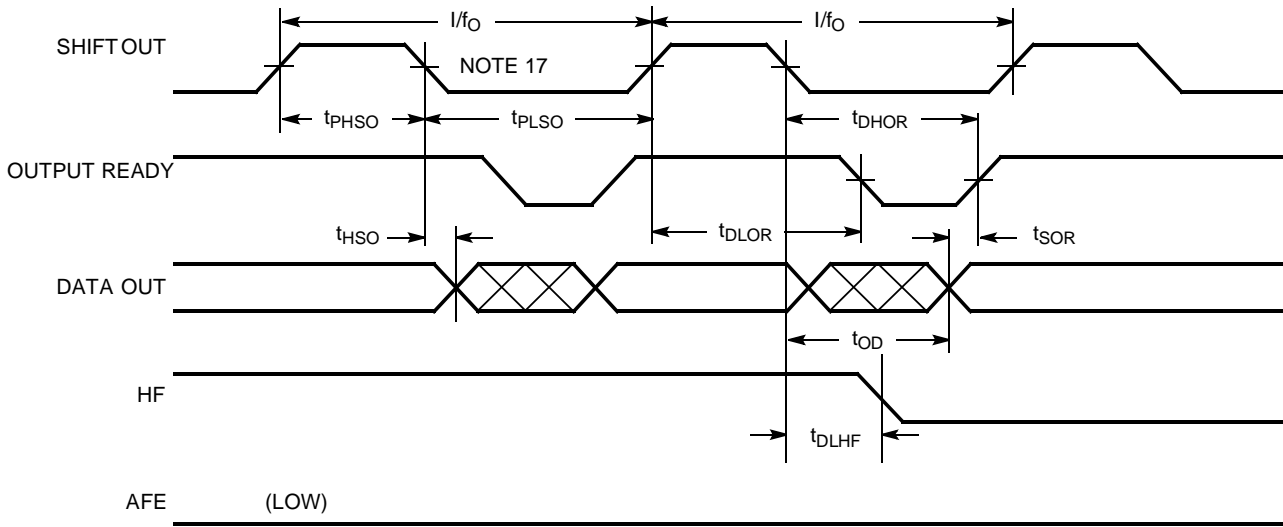 I/fO I/fO
SHIFT OUT
NOTE 17
tPHSO tPLSO tDHOR
OUTPUT READY
tHSO tDLOR tSOR
DATA OUT
tOD
HF
tDLHF
AFE (LOW)